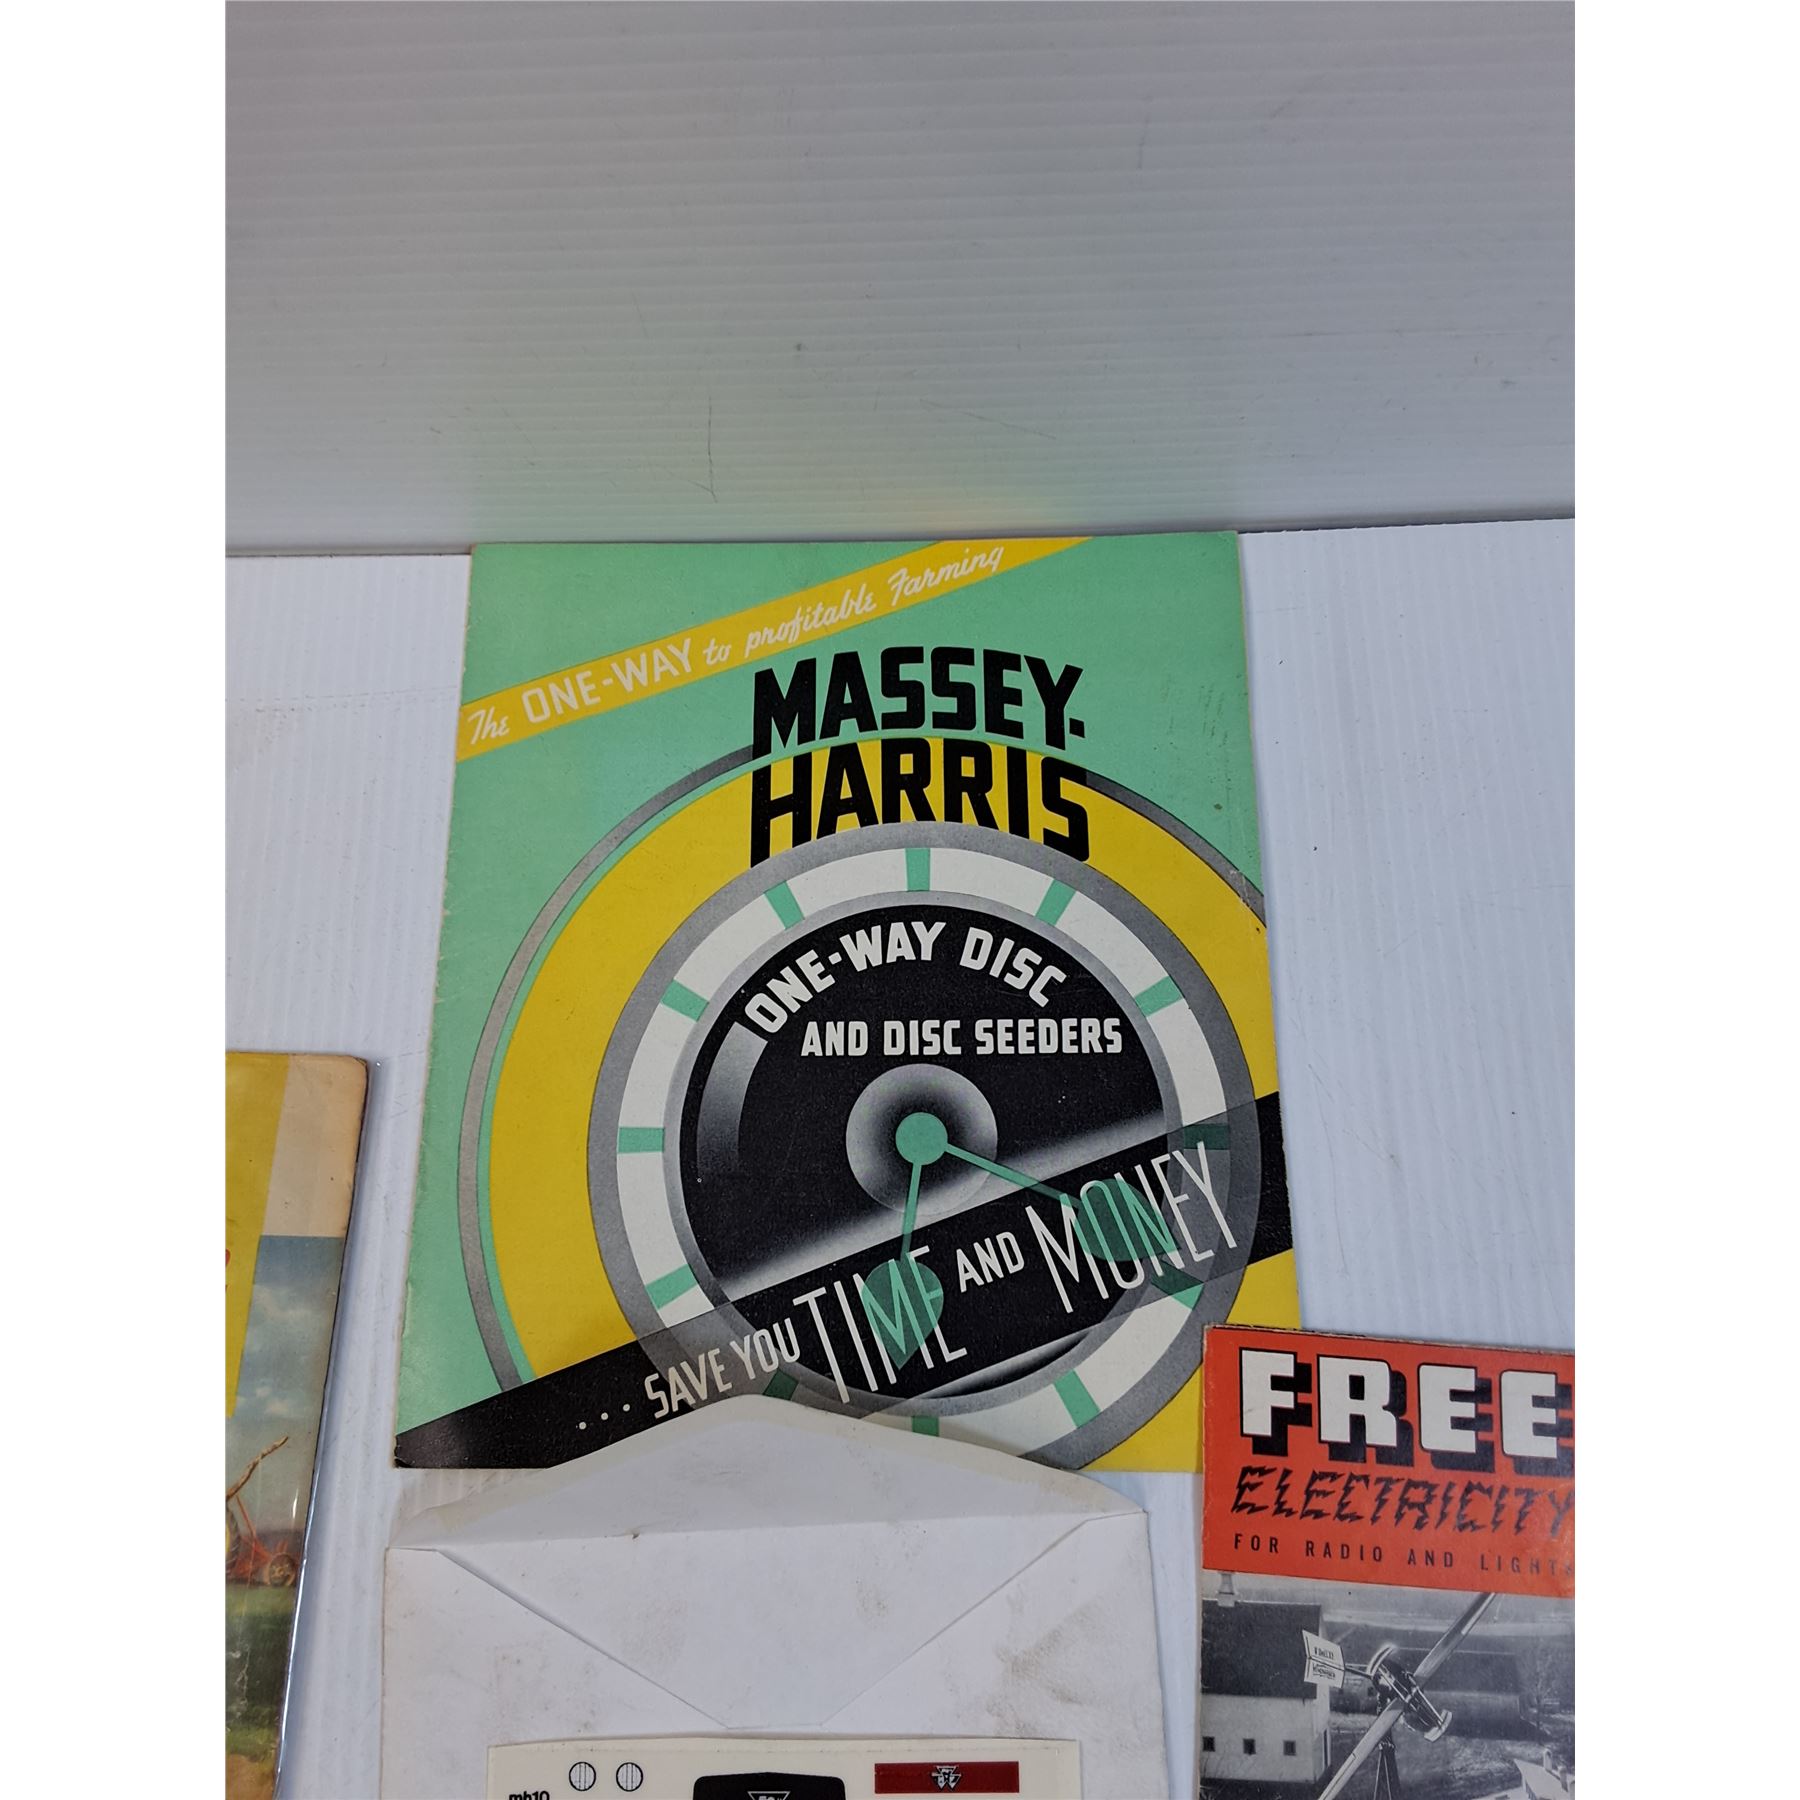 The ONE-WAY to profitable Farming
MASSEY-
HARRIS
ONE-WAY DISC
AND DISC SEEDERS
... SAVE YOU TIME AND MONEY
FREE
ELECTRICITY
FOR RADIO AND LIGHTS
mh10